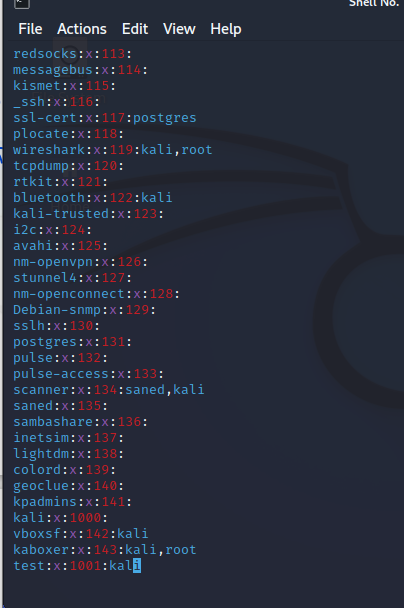 Shell No.
File Actions Edit View Help
redsocks:x:113:
messagebus:x:114:
kismet:x:115:
_ssh:x:116:
ssl-cert:x:117:postgres
plocate:x:118:
wireshark:x:119:kali,root
tcpdump:x:120:
rtkit:x:121:
bluetooth:x:122:kali
kali-trusted:x:123:
i2c:x:124:
avahi:x:125:
nm-openvpn:x:126:
stunnel4:x:127:
nm-openconnect:x:128:
Debian-snmp:x:129:
sslh:x:130:
postgres:x:131:
pulse:x:132:
pulse-access:x:133:
scanner:x:134:saned,kali
saned:x:135:
sambashare:x:136:
inetsim:x:137:
lightdm:x:138:
colord:x:139:
geoclue:x:140:
kpadmins:x:141:
kali:x:1000:
vboxsf:x:142:kali
kaboxer:x:143:kali,root
test:x:1001:kali